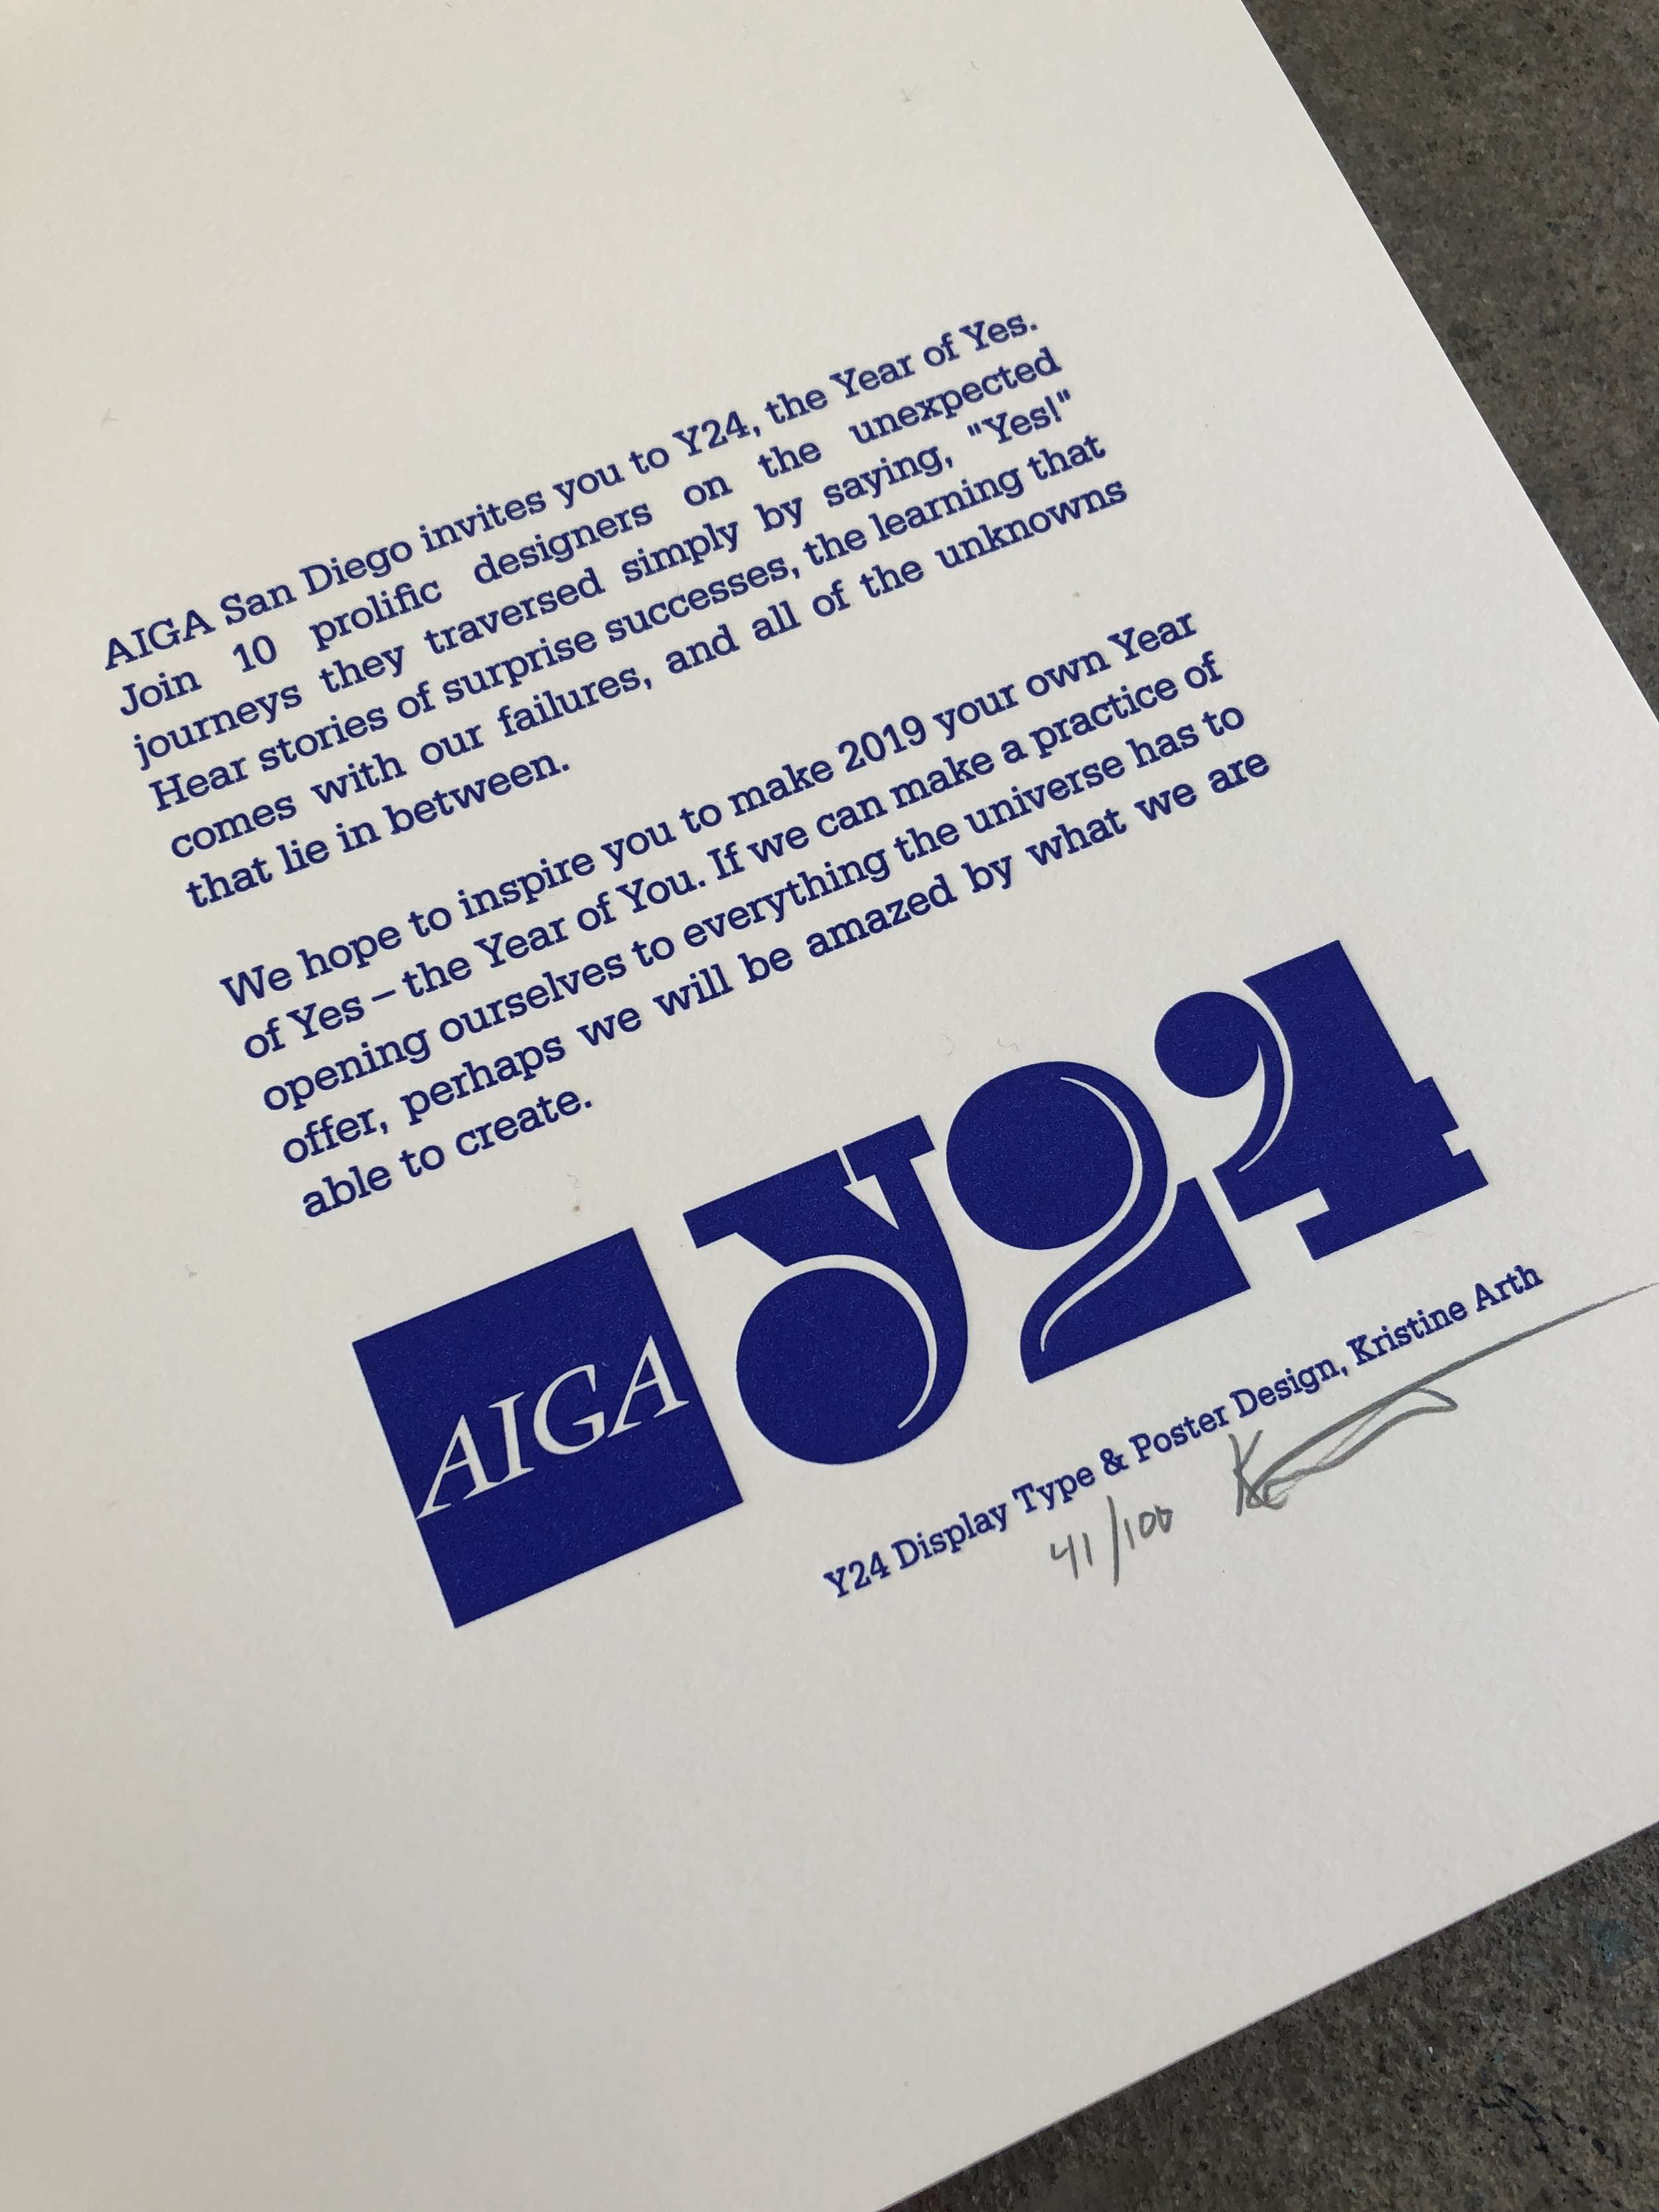 AIGA San Diego invites you to Y24, the Year of Yes.
Join 10 prolific designers on the unexpected
journeys they traversed simply by saying, "Yes!"
Hear stories of surprise successes, the learning that
comes with our failures, and all of the unknowns
that lie in between.
We hope to inspire you to make 2019 your own Year
of Yes – the Year of You. If we can make a practice of
opening ourselves to everything the universe has to
offer, perhaps we will be amazed by what we are
able to create.
AIGA
Y24
Y24 Display Type & Poster Design, Kristine Arth
41/100